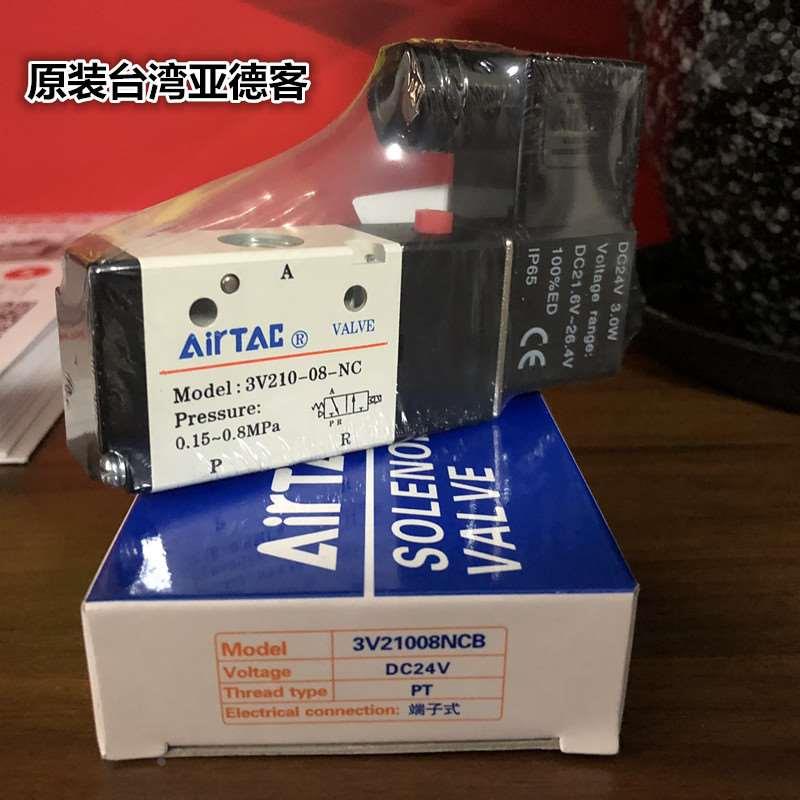 原装台湾亚德客
A
AirTAC ® VALVE
Model : 3V210-08-NC
Pressure:
0.15~0.8MPa
A
P R
P
R
DC24V 3.0W
Voltage range:
DC21.6V~26.4V
100%ED
IP65
CE
AirTA
SOLENO
VALVE
Model 3V21008NCB
Voltage DC24V
Thread type PT
Electrical connection: 端子式